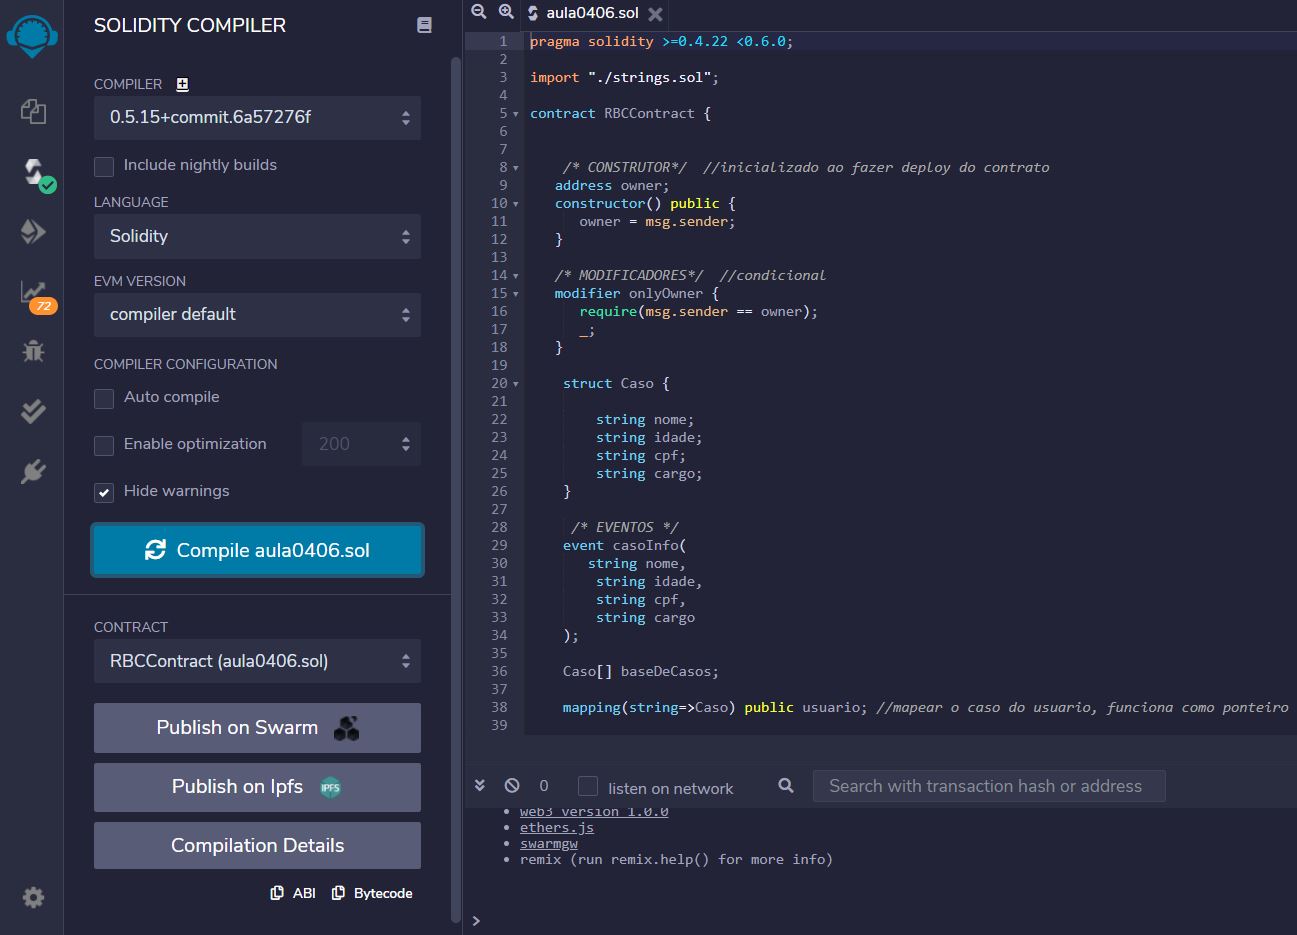 SOLIDITY COMPILER
COMPILER
0.5.15+commit.6a57276f
Include nightly builds
LANGUAGE
Solidity
EVM VERSION
compiler default
COMPILER CONFIGURATION
Auto compile
Enable optimization
200
Hide warnings
Compile aula0406.sol
CONTRACT
RBCContract (aula0406.sol)
Publish on Swarm
Publish on Ipfs
IPFS
Compilation Details
ABI
Bytecode
72
aula0406.sol
1 pragma solidity >=0.4.22 <0.6.0;
2
3 import "./strings.sol";
4
5 contract RBCContract {
6
7
8 /* CONSTRUTOR*/ //inicializado ao fazer deploy do contrato
9 address owner;
10 constructor() public {
11 owner = msg.sender;
12 }
13
14 /* MODIFICADORES*/ //condicional
15 modifier onlyOwner {
16 require(msg.sender == owner);
17 _;
18 }
19
20 struct Caso {
21
22 string nome;
23 string idade;
24 string cpf;
25 string cargo;
26 }
27
28 /* EVENTOS */
29 event casoInfo(
30 string nome,
31 string idade,
32 string cpf,
33 string cargo
34 );
35
36 Caso[] baseDeCasos;
37
38 mapping(string=>Caso) public usuario; //mapear o caso do usuario, funciona como ponteiro
39
0
listen on network
Search with transaction hash or address
web3 version 1.0.0
ethers.js
swarmgw
remix (run remix.help() for more info)
>